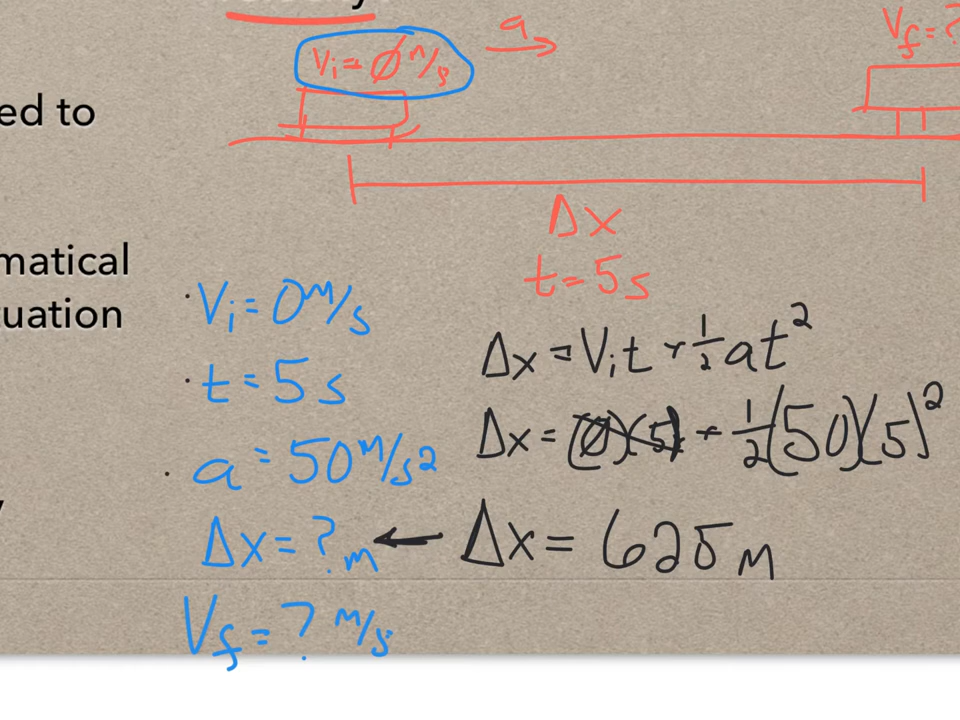 Vi = 0 m/s
a
Vf = ?
ed to
Δx
t = 5 s
matical
uation
Vi = 0 m/s
t = 5 s
a = 50 m/s²
Δx = ? m
Vf = ? m/s
Δx = Vit + ½at²
Δx = (0)(5) + ½(50)(5)²
Δx = 625 m